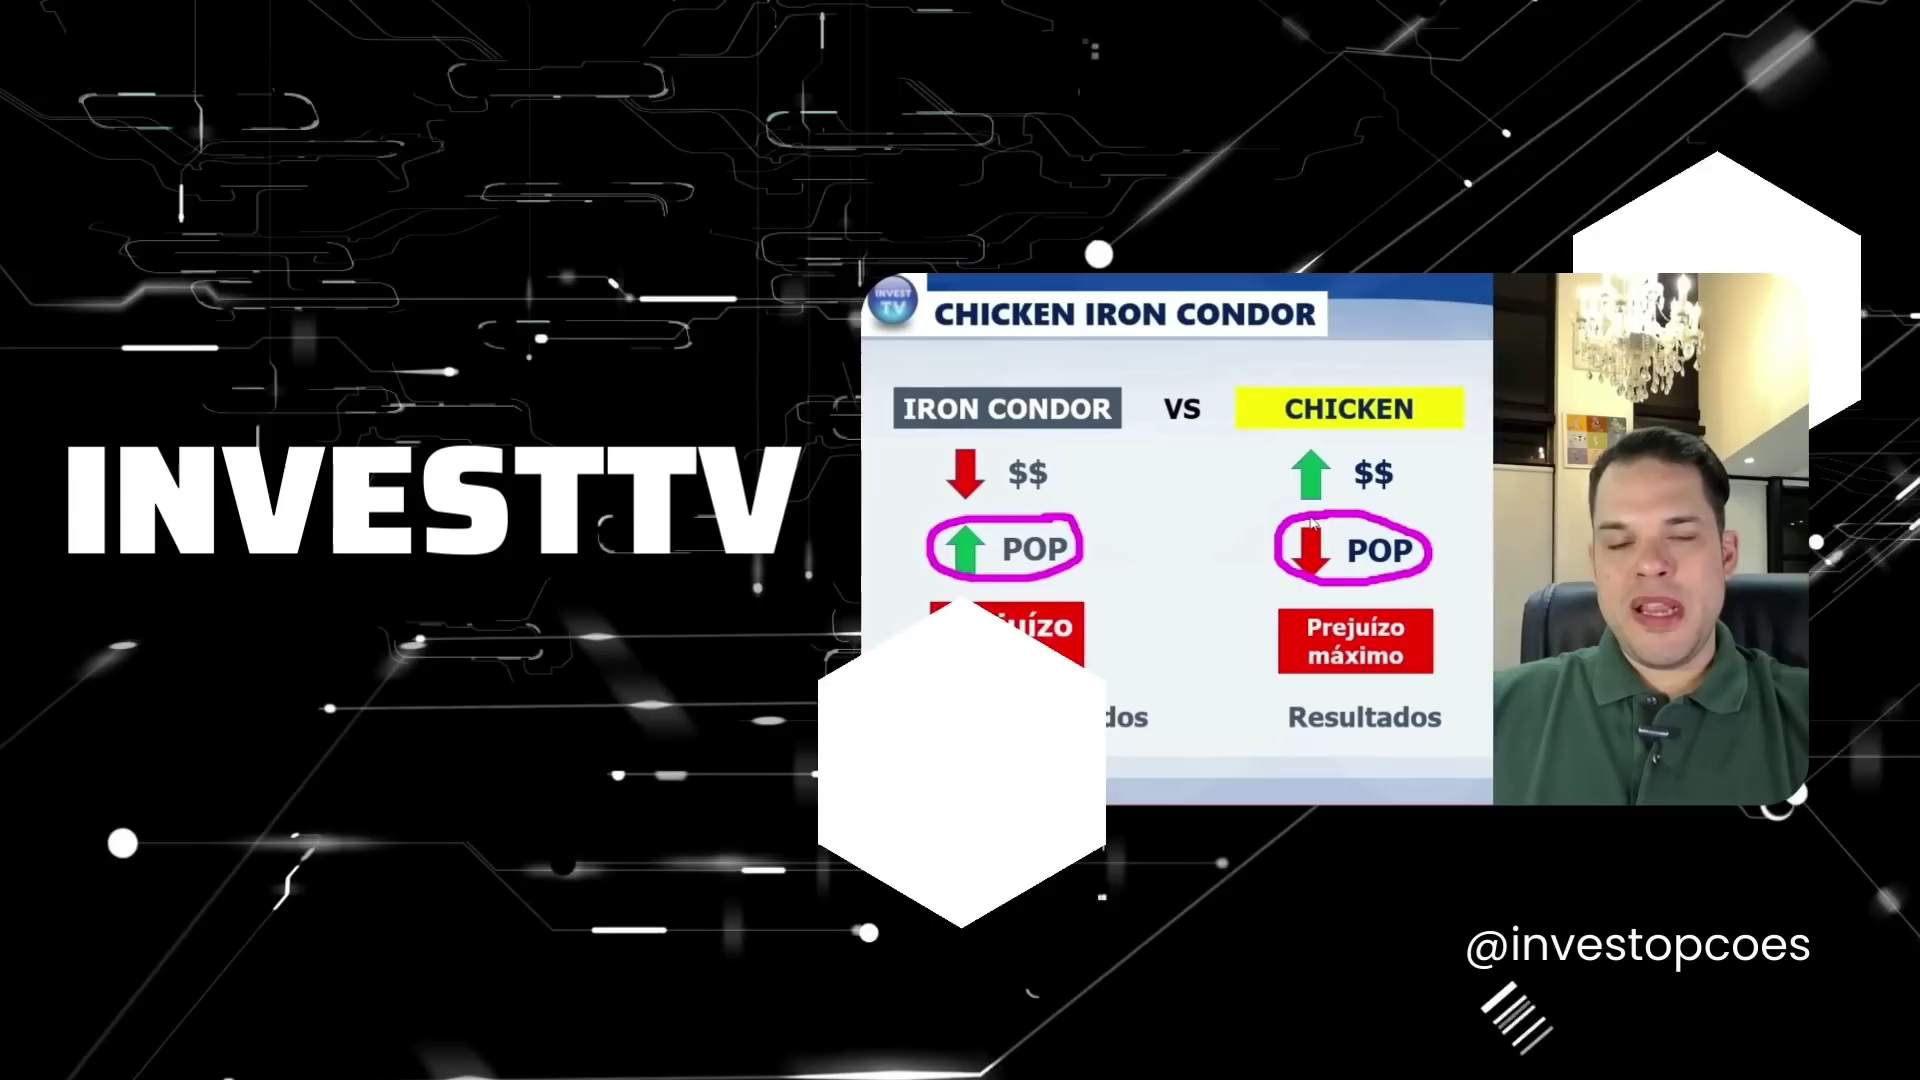 INVESTTV
INVEST
TV
CHICKEN IRON CONDOR
IRON CONDOR VS CHICKEN
$$ $$
POP POP
Prejuízo
máximo
Resultados
@investopcoes